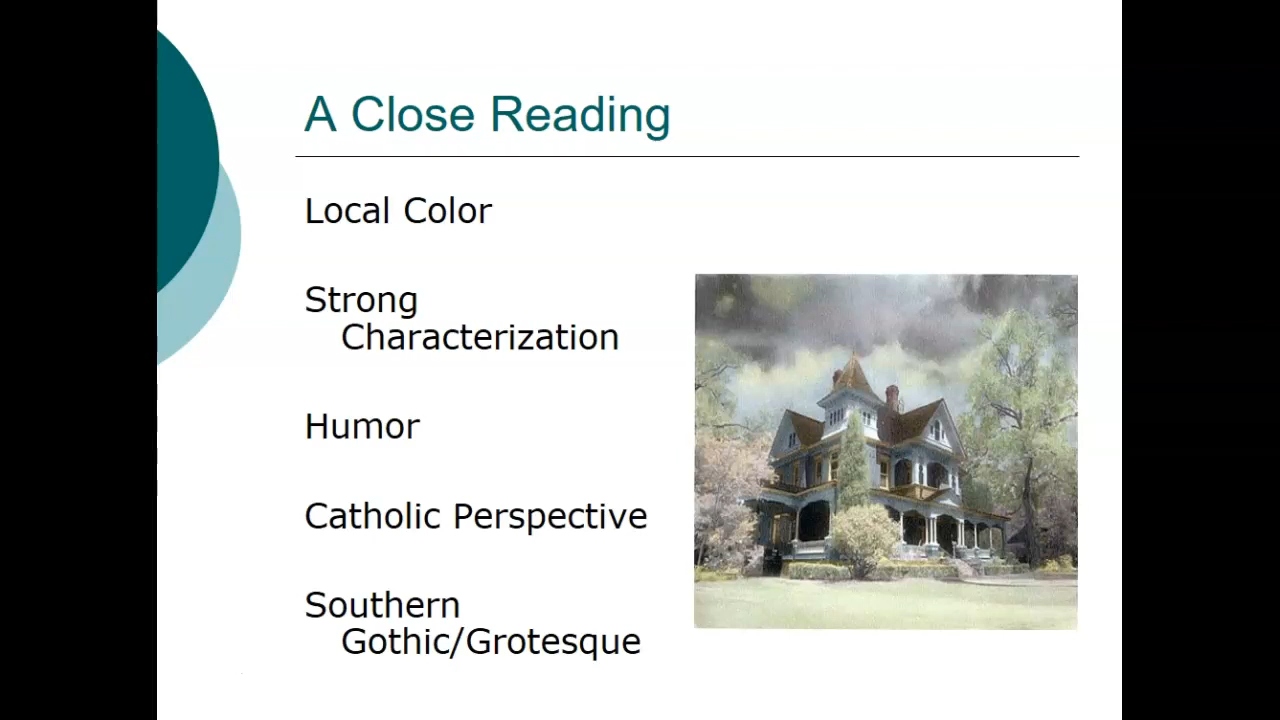 A Close Reading
Local Color
Strong
Characterization
Humor
Catholic Perspective
Southern
Gothic/Grotesque